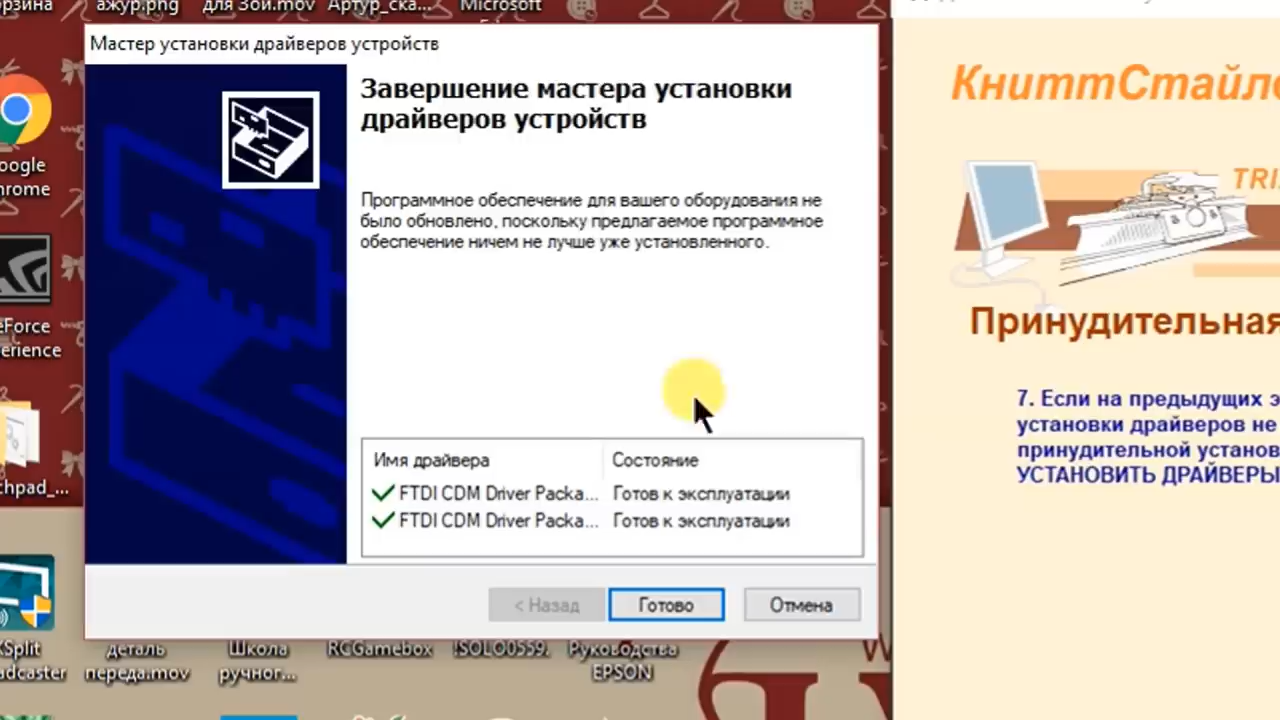 ажур.png
для Зои.mov
Артур_ска...
Microsoft
Мастер установки драйверов устройств
Завершение мастера установки
драйверов устройств
Программное обеспечение для вашего оборудования не
было обновлено, поскольку предлагаемое программное
обеспечение ничем не лучше уже установленного.
Имя драйвера Состояние
FTDI CDM Driver Packa... Готов к эксплуатации
FTDI CDM Driver Packa... Готов к эксплуатации
< Назад
Готово
Отмена
oogle
hrome
eForce
erience
chpad_...
XSplit
adcaster
деталь
переда.mov
Школа
ручног...
RCGamebox
!SOLO0559.
Руководства
EPSON
КниттСтайл
TRI
Принудительная
7. Если на предыдущих э
установки драйверов не
принудительной установ
УСТАНОВИТЬ ДРАЙВЕРЫ